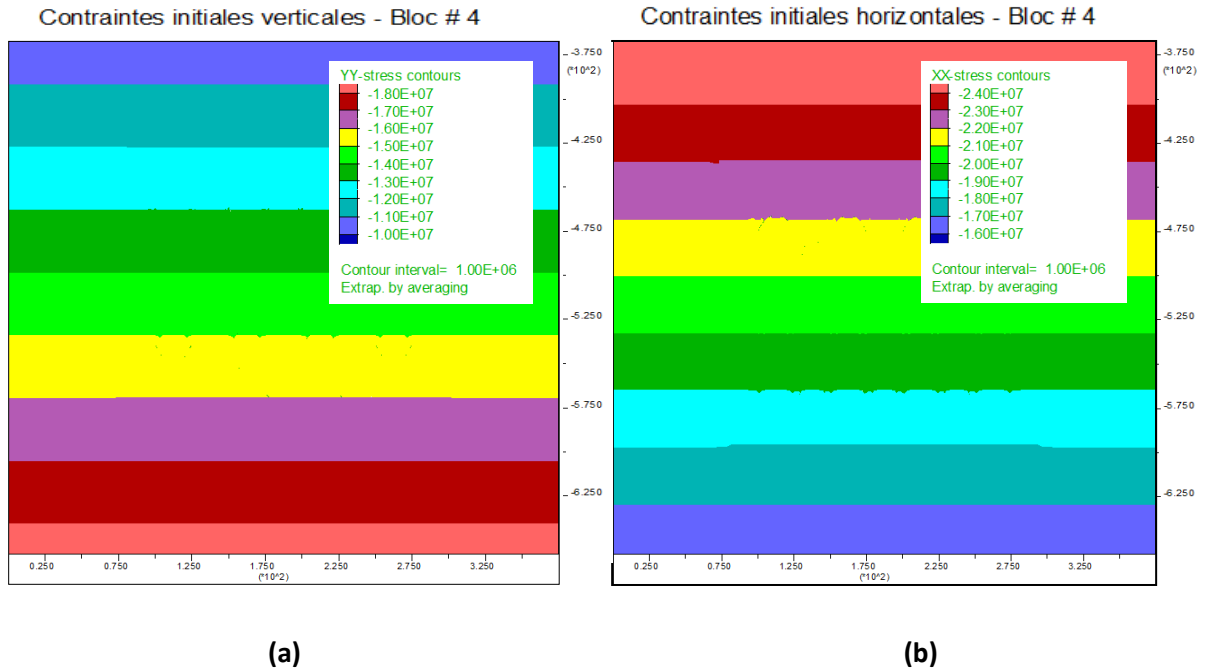 Contraintes initiales verticales - Bloc # 4
YY-stress contours
-1.80E+07
-1.70E+07
-1.60E+07
-1.50E+07
-1.40E+07
-1.30E+07
-1.20E+07
-1.10E+07
-1.00E+07
Contour interval= 1.00E+06
Extrap. by averaging
-3.750
(*10^2)
-4.250
-4.750
-5.250
-5.750
-6.250
0.250 0.750 1.250 1.750 2.250 2.750 3.250
(*10^2)
(a)
Contraintes initiales horizontales - Bloc # 4
XX-stress contours
-2.40E+07
-2.30E+07
-2.20E+07
-2.10E+07
-2.00E+07
-1.90E+07
-1.80E+07
-1.70E+07
-1.60E+07
Contour interval= 1.00E+06
Extrap. by averaging
-3.750
(*10^2)
-4.250
-4.750
-5.250
-5.750
-6.250
0.250 0.750 1.250 1.750 2.250 2.750 3.250
(*10^2)
(b)